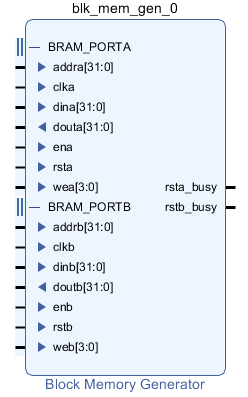 blk_mem_gen_0
BRAM_PORTA
addra[31:0]
clka
dina[31:0]
douta[31:0]
ena
rsta
wea[3:0]
rsta_busy
BRAM_PORTB
rstb_busy
addrb[31:0]
clkb
dinb[31:0]
doutb[31:0]
enb
rstb
web[3:0]
Block Memory Generator